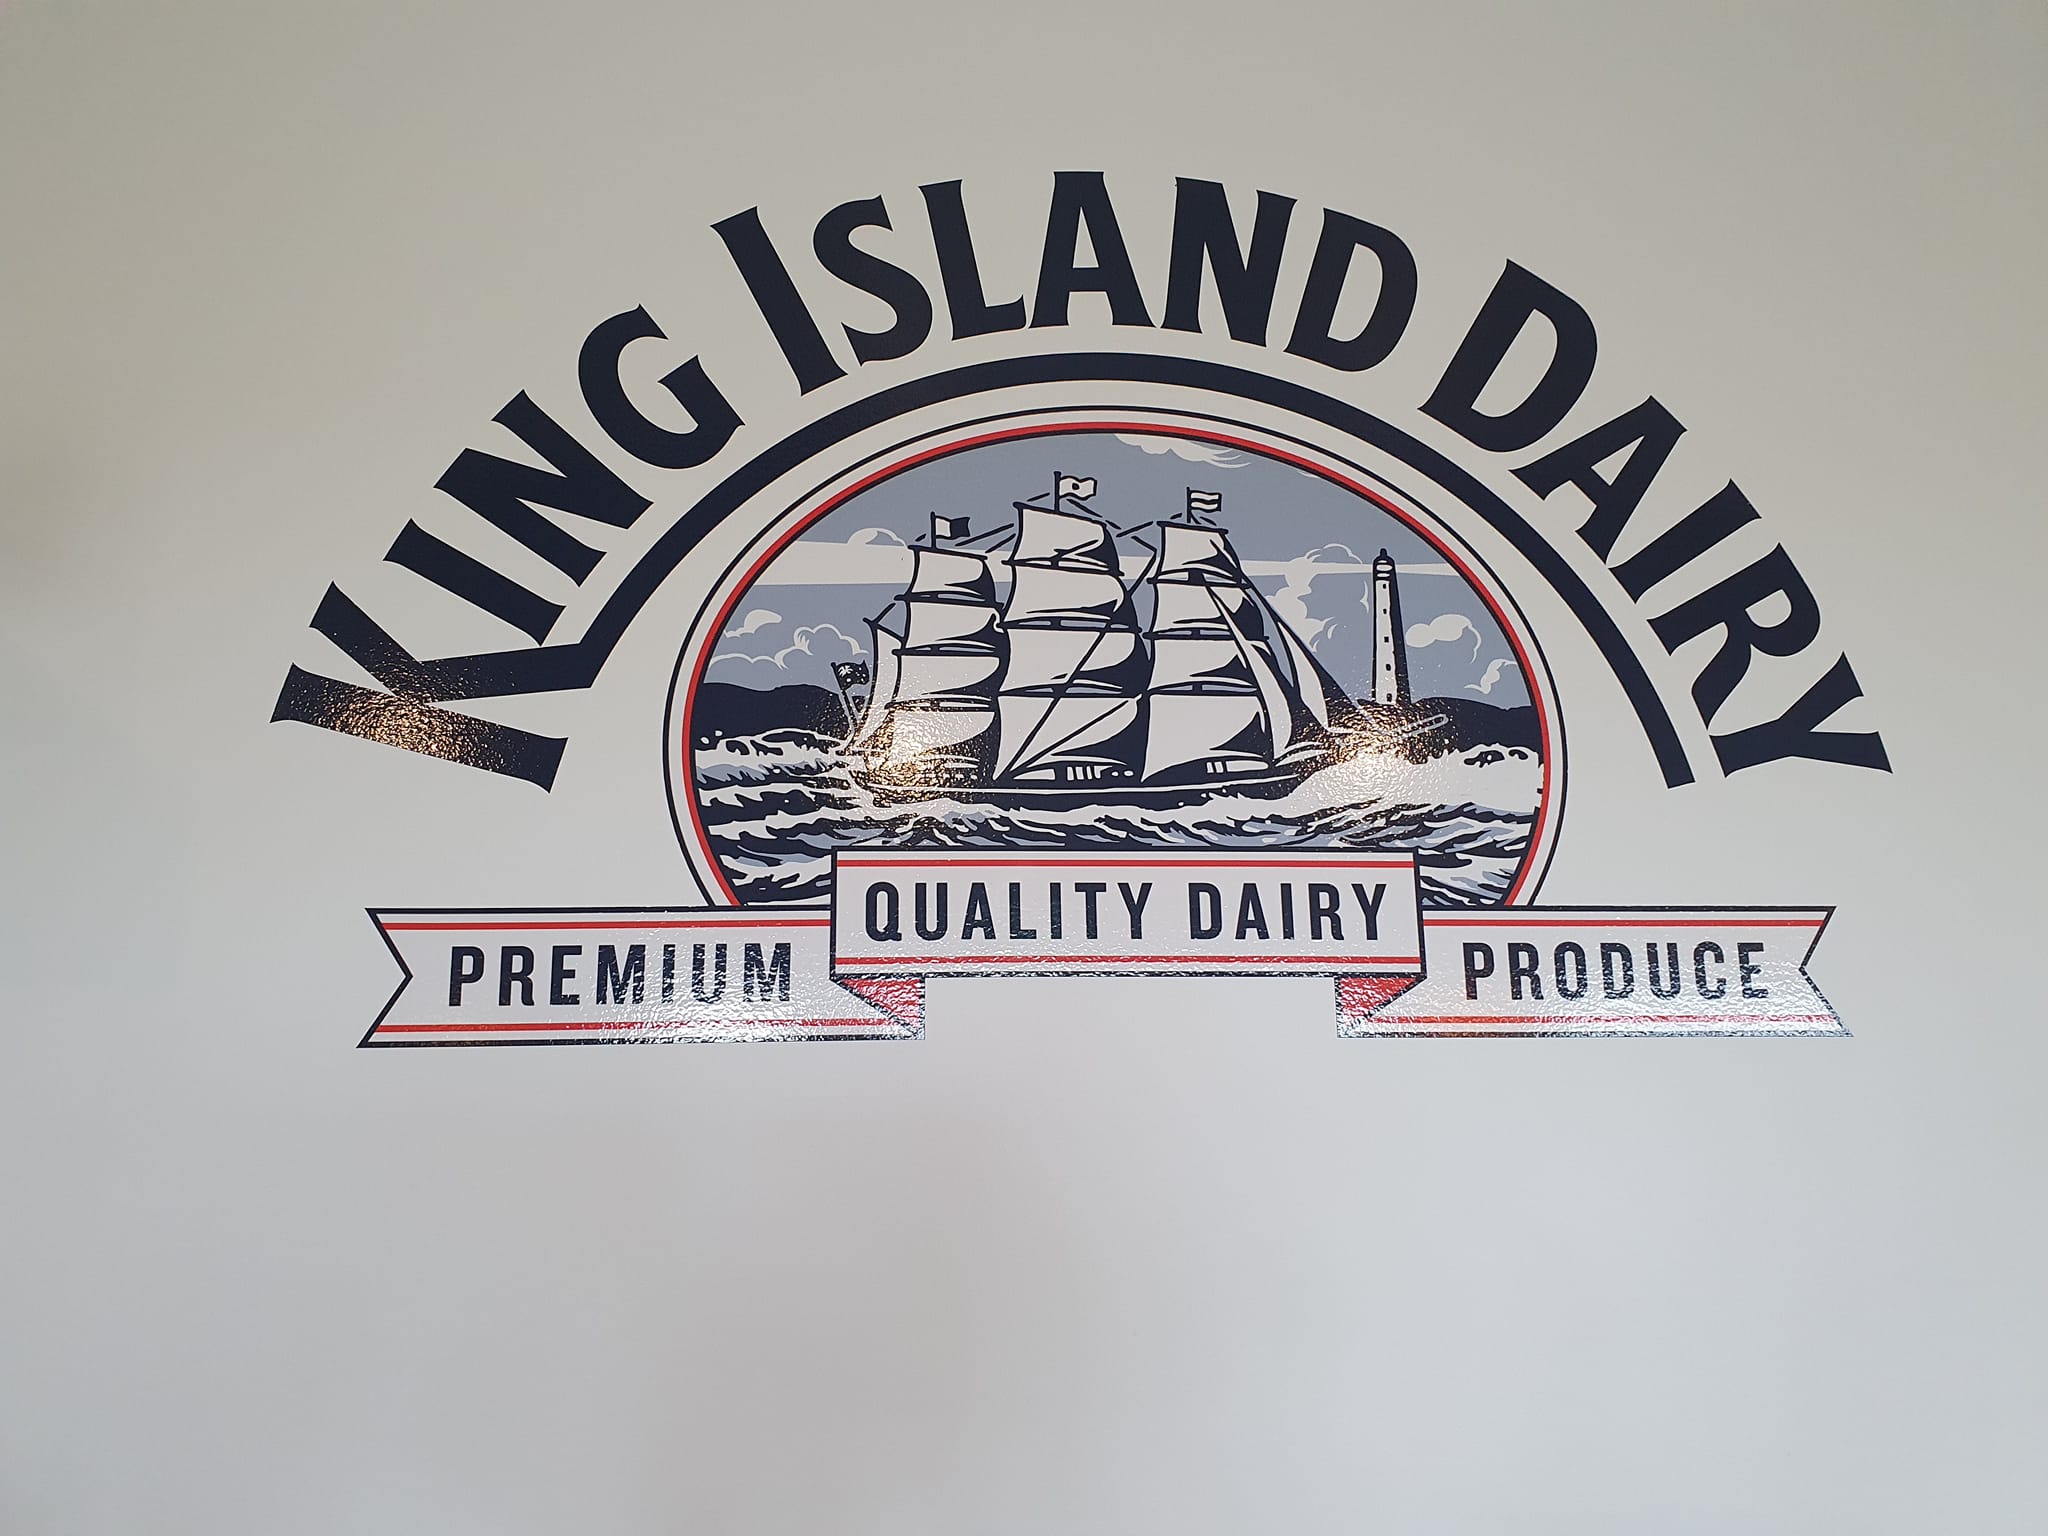 KING ISLAND DAIRY
PREMIUM QUALITY DAIRY PRODUCE